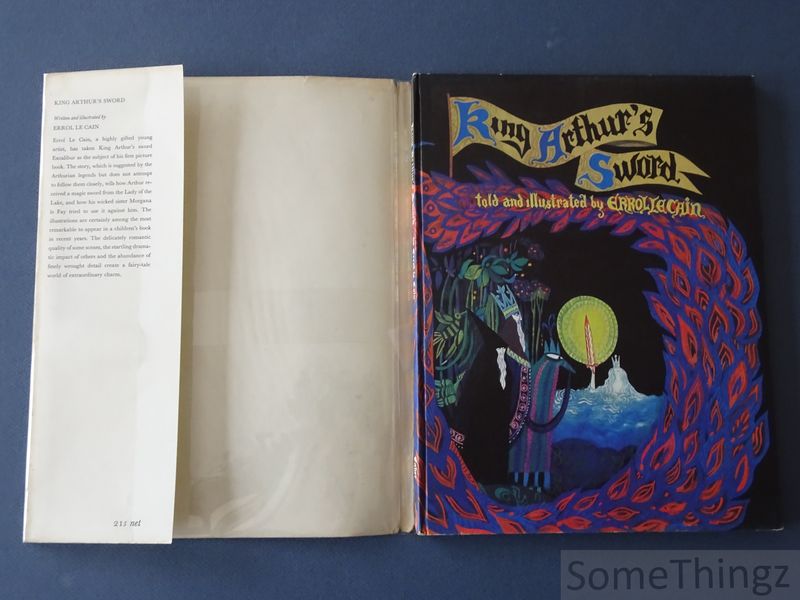 KING ARTHUR'S SWORD
Written and illustrated by
ERROL LE CAIN
Errol Le Cain, a highly gifted young
artist, has taken King Arthur's sword
Excalibur as the subject of his first picture
book. The story, which is suggested by the
Arthurian legends but does not attempt
to follow them closely, tells how Arthur re-
ceived a magic sword from the Lady of the
Lake, and how his wicked sister Morgana
le Fay tried to use it against him. The
illustrations are certainly among the most
remarkable to appear in a children's book
in recent years. The delicately romantic
quality of some scenes, the startling drama-
tic impact of others and the abundance of
finely wrought detail create a fairy-tale
world of extraordinary charm.
21s net
King
Arthur's
Sword
told and illustrated by ERROL LE CAIN
SomeThingz